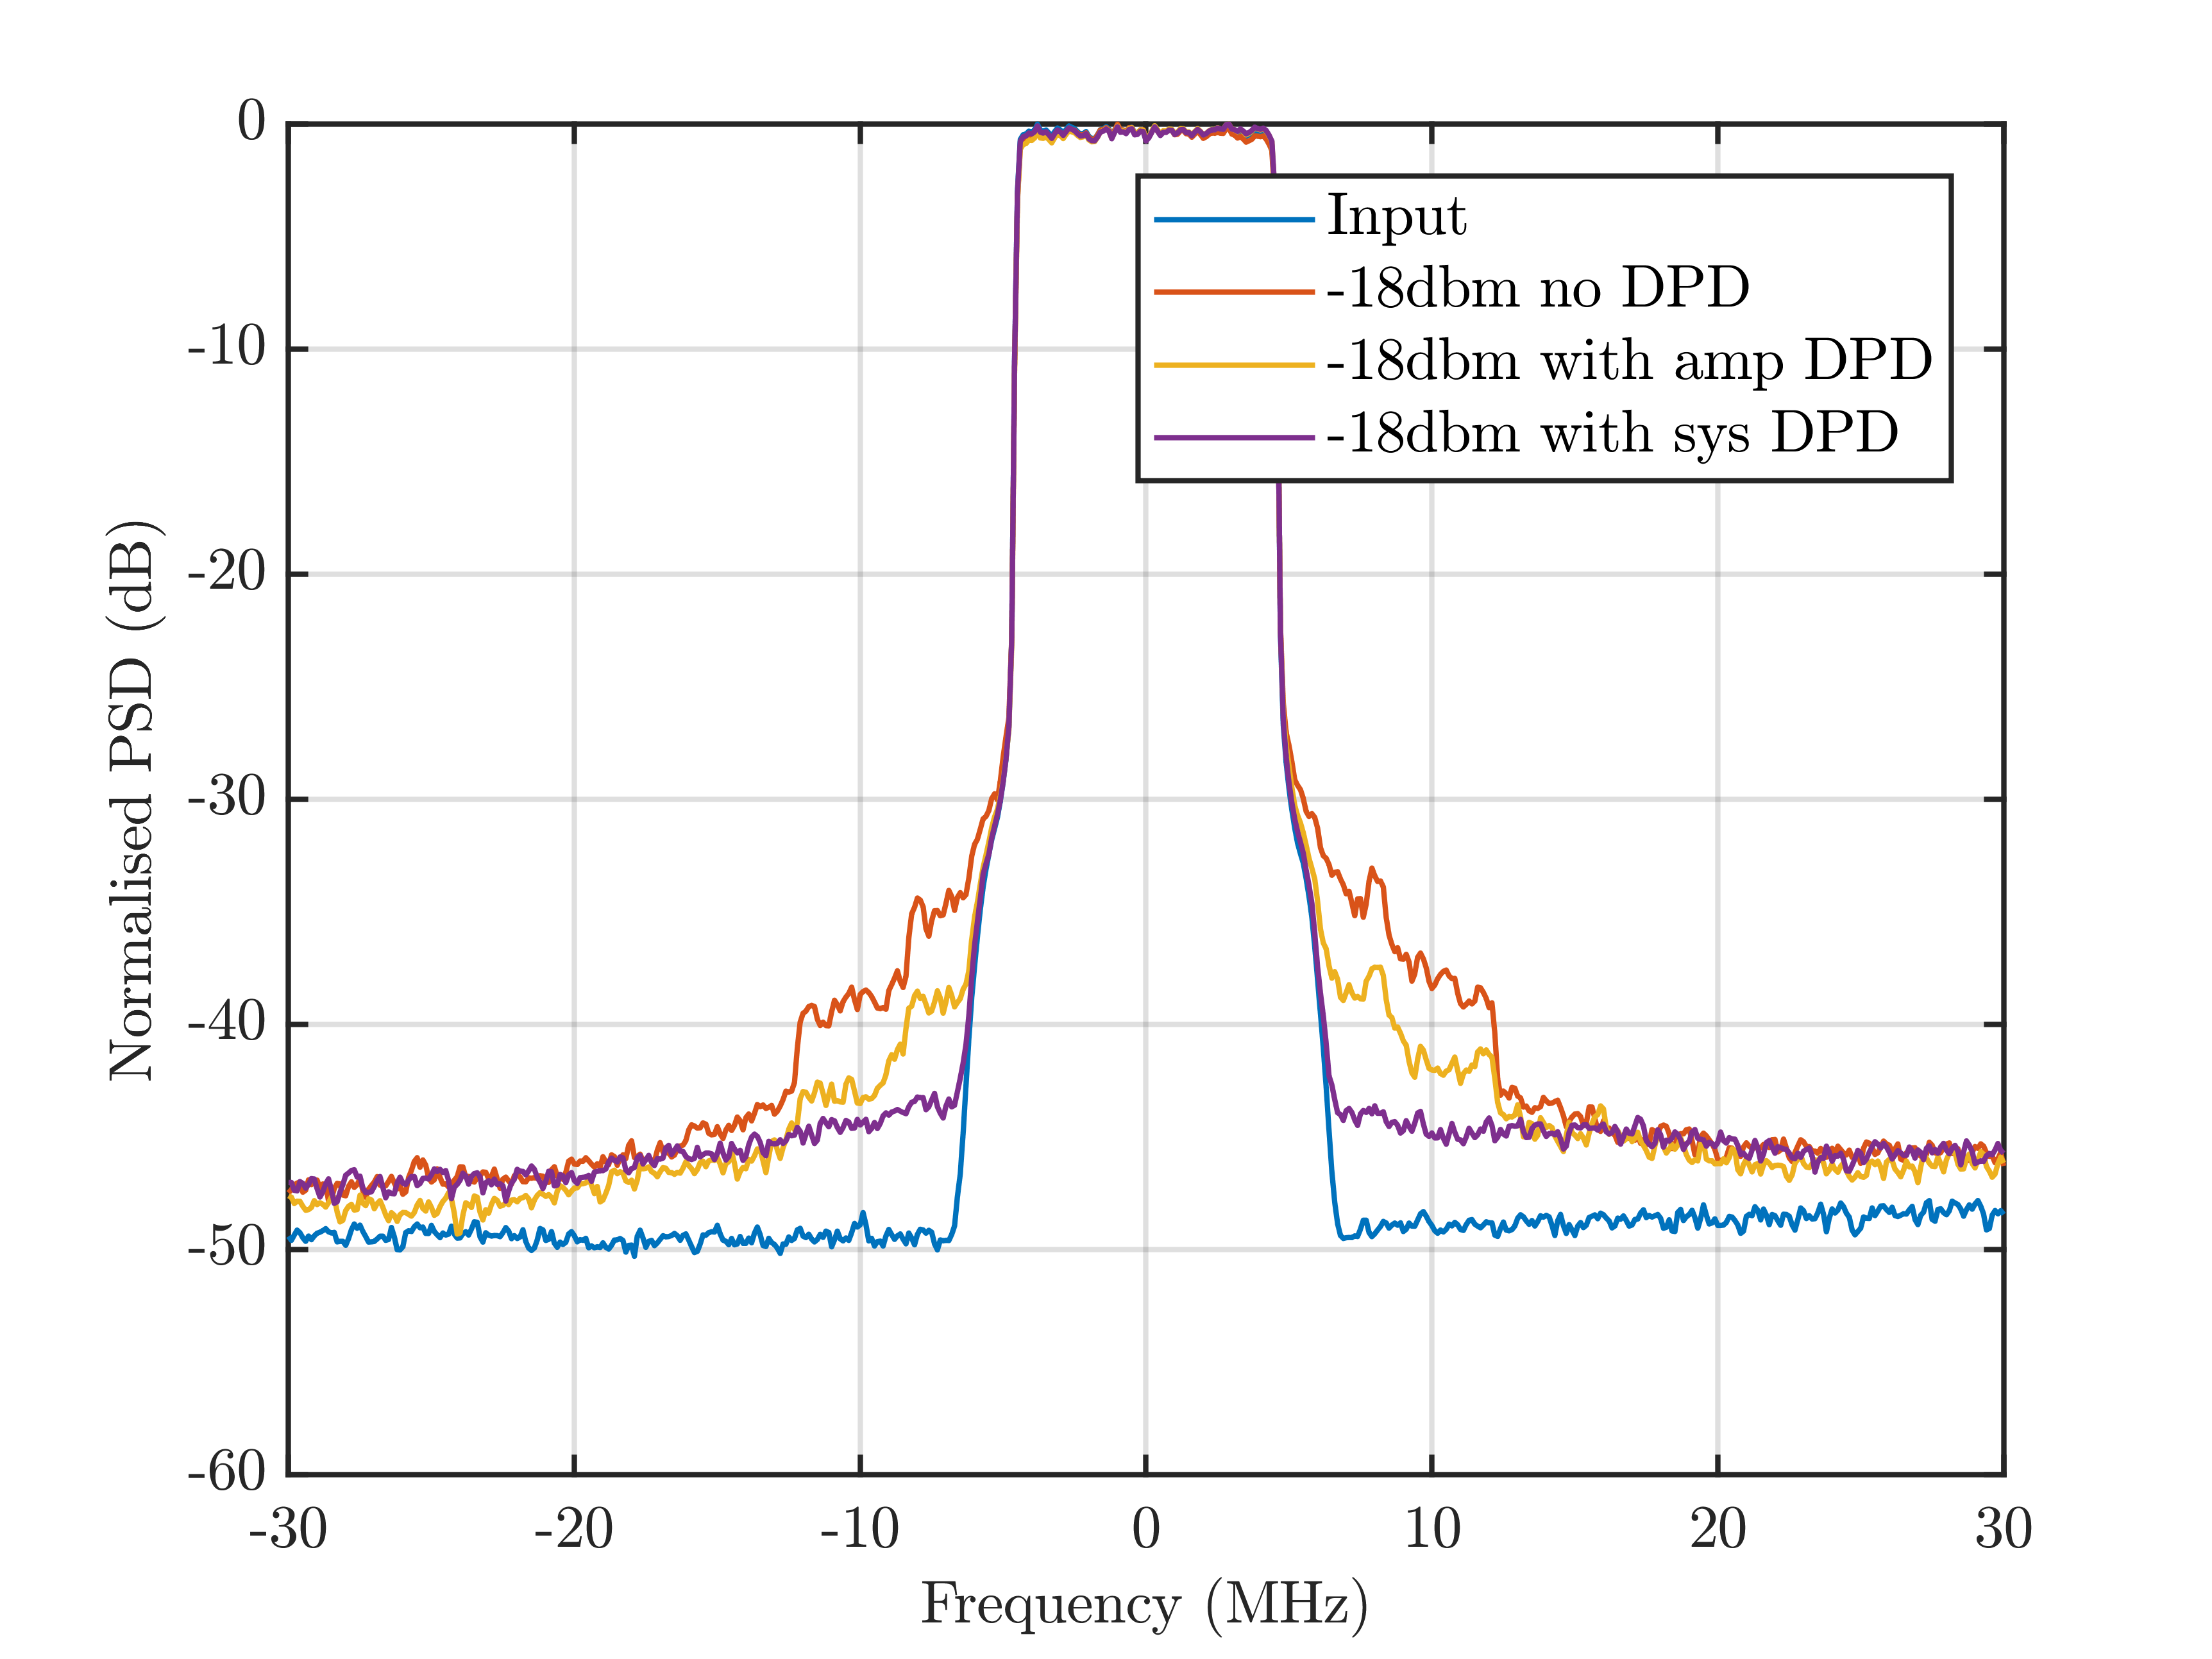 0
-10
-20
-30
-40
-50
-60
Normalised PSD (dB)
Input
-18dbm no DPD
-18dbm with amp DPD
-18dbm with sys DPD
-30 -20 -10 0 10 20 30
Frequency (MHz)